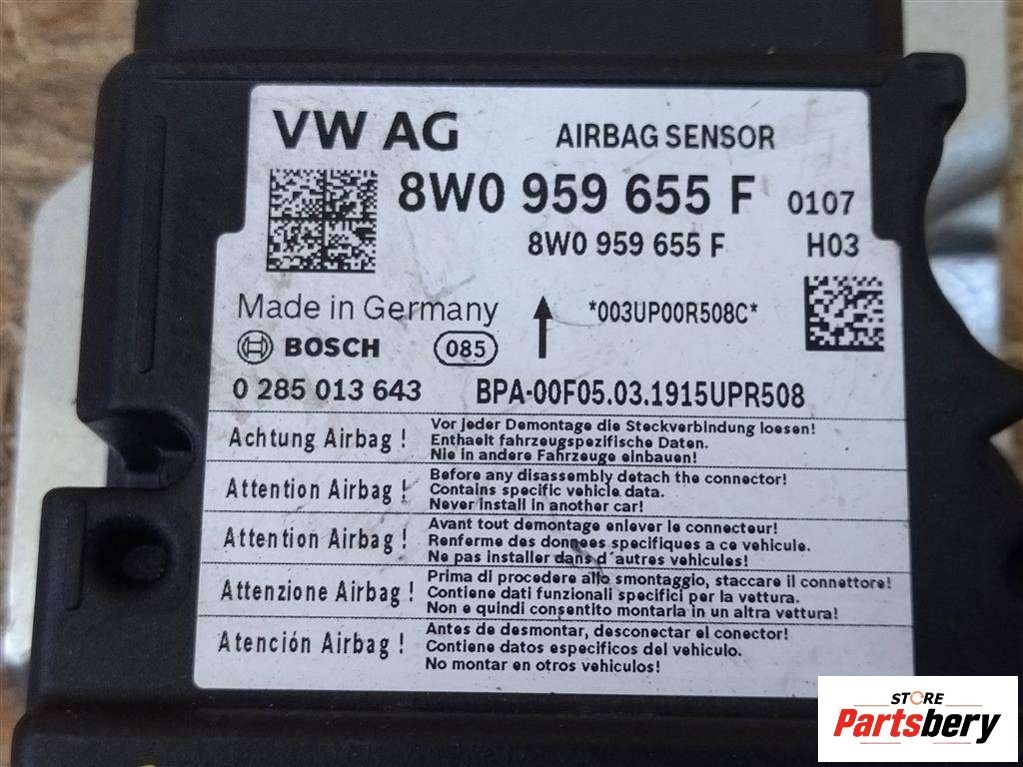 VW AG
AIRBAG SENSOR
8W0 959 655 F 0107
8W0 959 655 F H03
Made in Germany
*003UP00R508C*
BOSCH 085
0 285 013 643 BPA-00F05.03.1915UPR508
Achtung Airbag !
Vor jeder Demontage die Steckverbindung loesen!
Enthaelt fahrzeugspezifische Daten.
Nie in andere Fahrzeuge einbauen!
Attention Airbag !
Before any disassembly detach the connector!
Contains specific vehicle data.
Never install in another car!
Attention Airbag !
Avant tout demontage enlever le connecteur!
Renferme des donnees specifiques a ce vehicule.
Ne pas installer dans d´autres vehicules!
Attenzione Airbag !
Prima di procedere allo smontaggio, staccare il connettore!
Contiene dati funzionali specifici per la vettura.
Non e quindi consentito montarla in un altra vettura!
Atención Airbag !
Antes de desmontar, desconectar el conector!
Contiene datos especificos del vehiculo.
No montar en otros vehiculos!
STORE
Partsbery